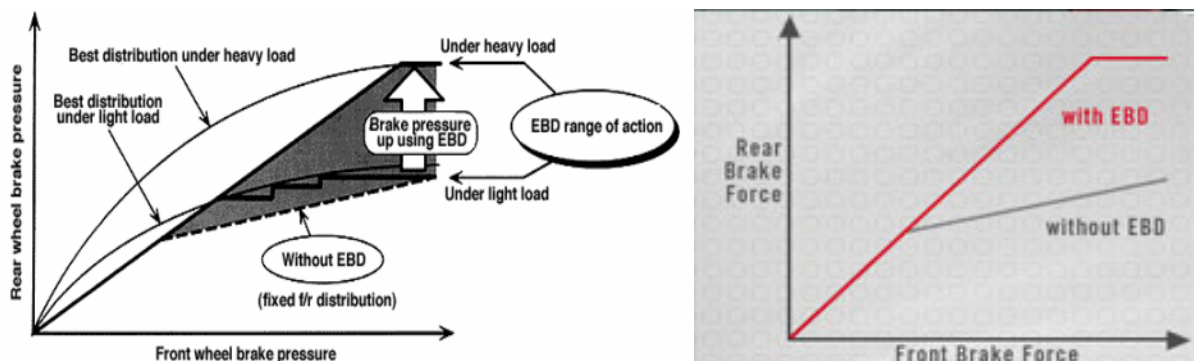 Rear wheel brake pressure
Best distribution under heavy load
Best distribution
under light load
Under heavy load
Brake pressure
up using EBD
EBD range of action
Under light load
Without EBD
(fixed f/r distribution)
Front wheel brake pressure
with EBD
Rear
Brake
Force
without EBD
Front Brake Force